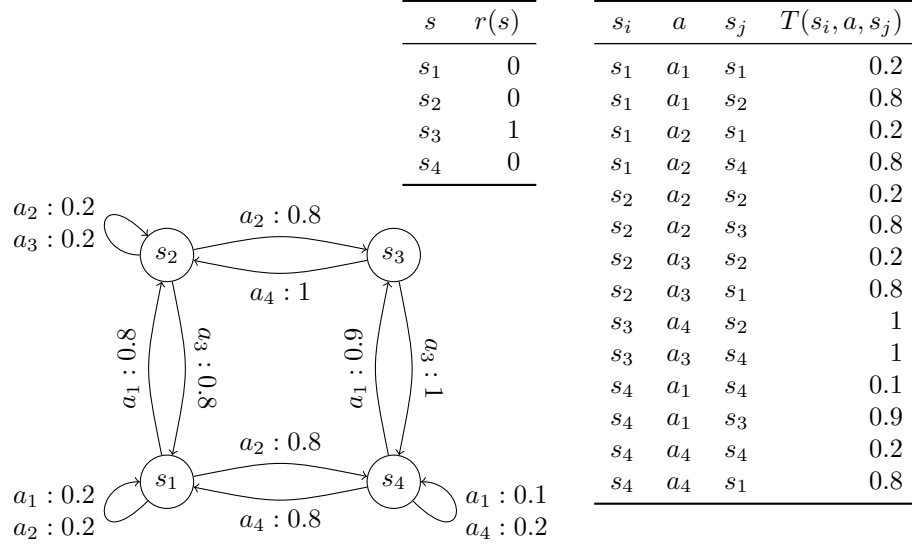 s r(s)
s₁ 0
s₂ 0
s₃ 1
s₄ 0
sᵢ a sⱼ T(sᵢ, a, sⱼ)
s₁ a₁ s₁ 0.2
s₁ a₁ s₂ 0.8
s₁ a₂ s₁ 0.2
s₁ a₂ s₄ 0.8
s₂ a₂ s₂ 0.2
s₂ a₂ s₃ 0.8
s₂ a₃ s₂ 0.2
s₂ a₃ s₁ 0.8
s₃ a₄ s₂ 1
s₃ a₃ s₄ 1
s₄ a₁ s₄ 0.1
s₄ a₁ s₃ 0.9
s₄ a₄ s₄ 0.2
s₄ a₄ s₁ 0.8
a₂ : 0.2
a₃ : 0.2
s₂
a₂ : 0.8
a₄ : 1
s₃
a₁ : 0.8
a₃ : 0.8
a₁ : 0.9
a₃ : 1
s₁
a₂ : 0.8
a₄ : 0.8
s₄
a₁ : 0.2
a₂ : 0.2
a₁ : 0.1
a₄ : 0.2